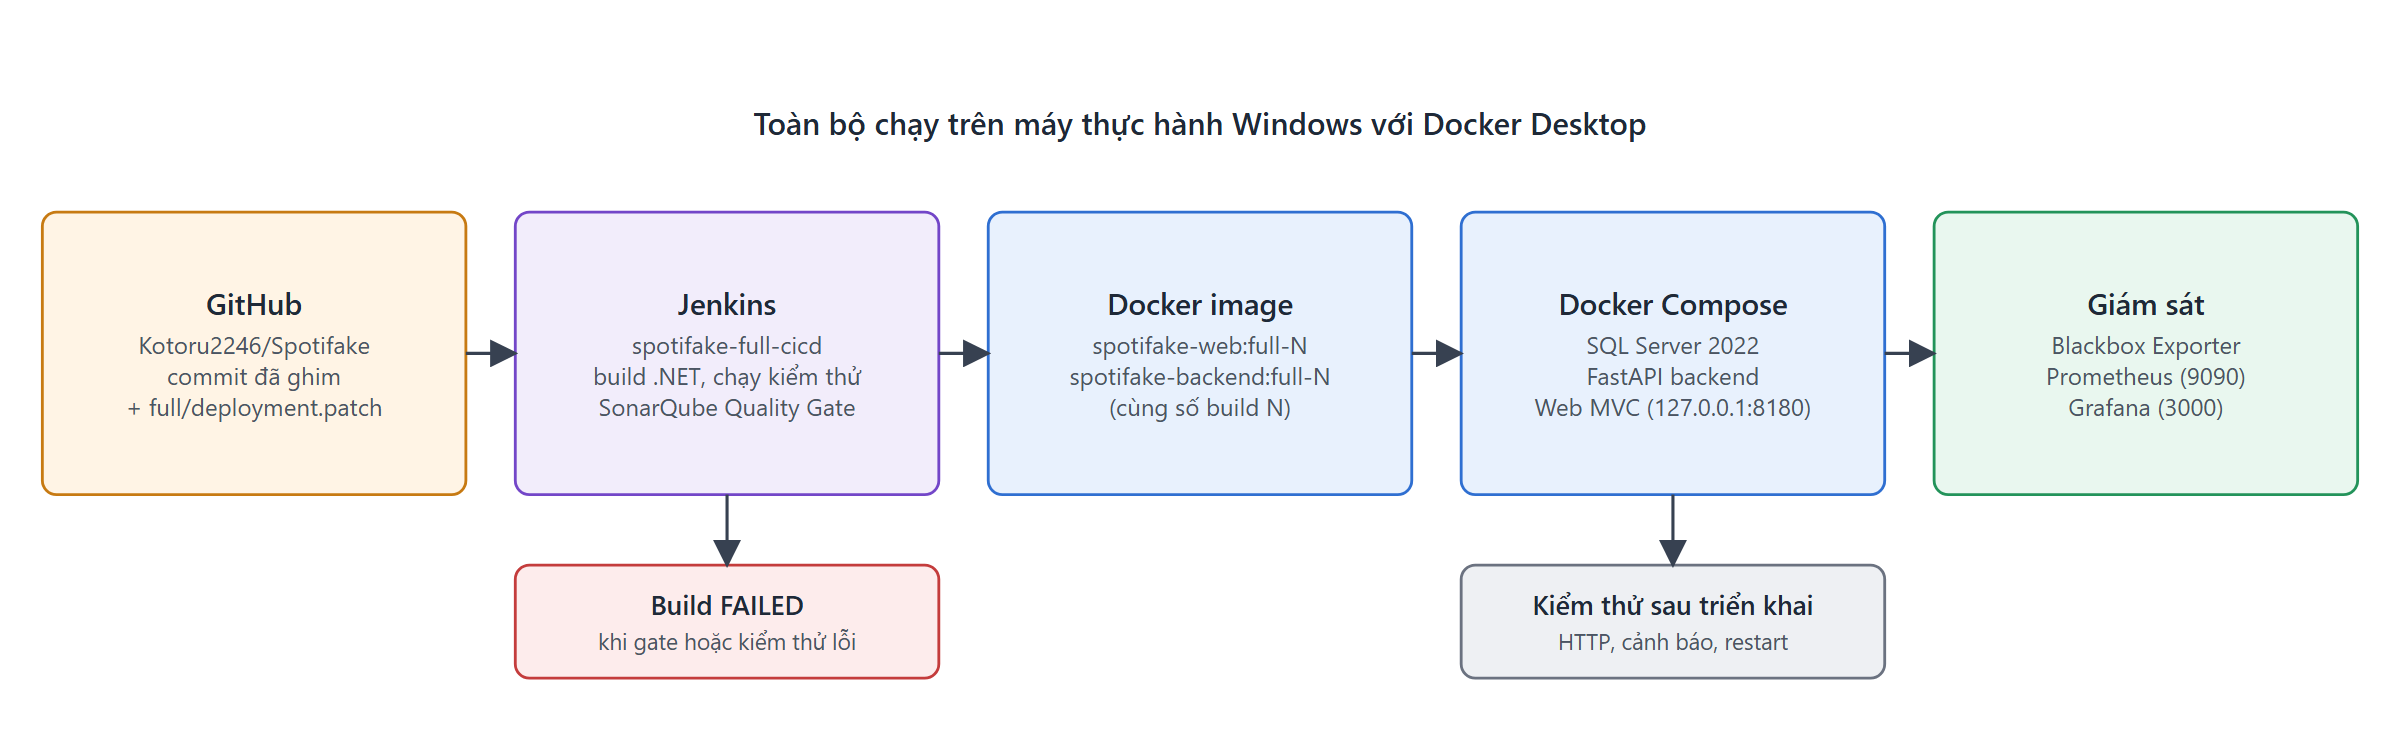 Toàn bộ chạy trên máy thực hành Windows với Docker Desktop
GitHub
Kotoru2246/Spotifake
commit đã ghim
+ full/deployment.patch
Jenkins
spotifake-full-cicd
build .NET, chạy kiểm thử
SonarQube Quality Gate
Docker image
spotifake-web:full-N
spotifake-backend:full-N
(cùng số build N)
Docker Compose
SQL Server 2022
FastAPI backend
Web MVC (127.0.0.1:8180)
Giám sát
Blackbox Exporter
Prometheus (9090)
Grafana (3000)
Build FAILED
khi gate hoặc kiểm thử lỗi
Kiểm thử sau triển khai
HTTP, cảnh báo, restart